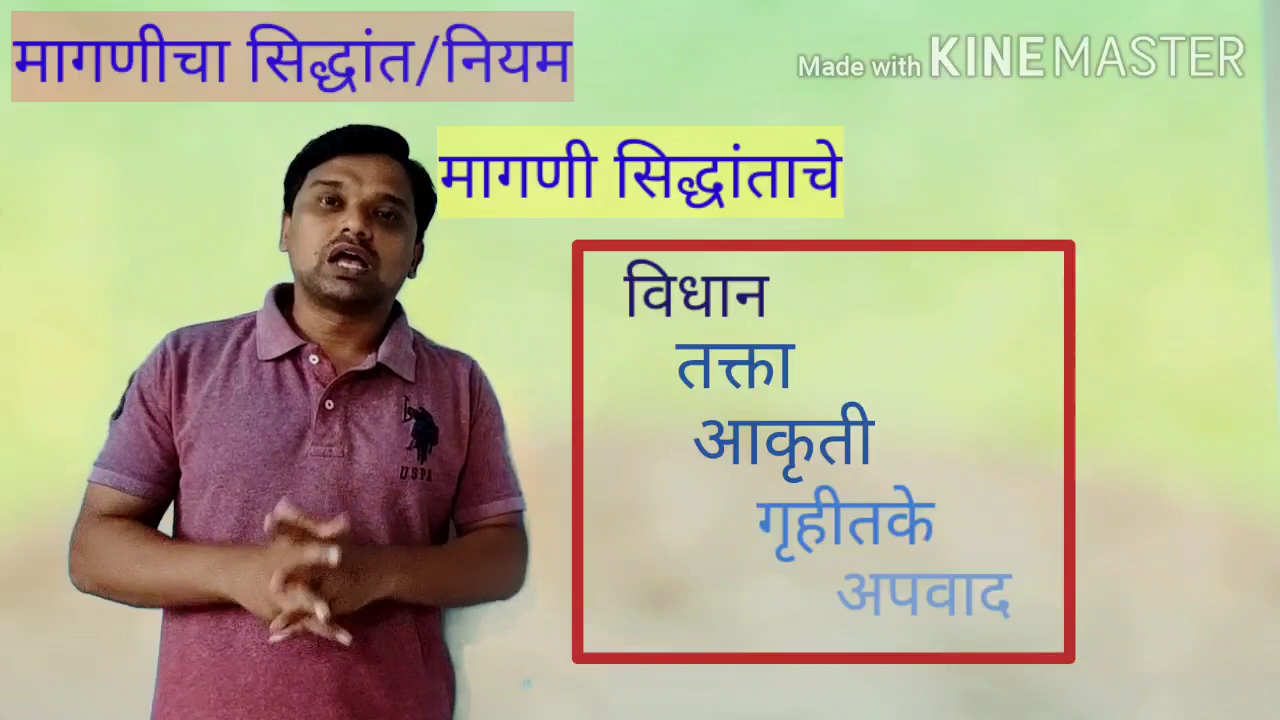 मागणीचा सिद्धांत/नियम
Made with KINEMASTER
मागणी सिद्धांताचे
विधान
तक्ता
आकृती
गृहीतके
अपवाद
USPA